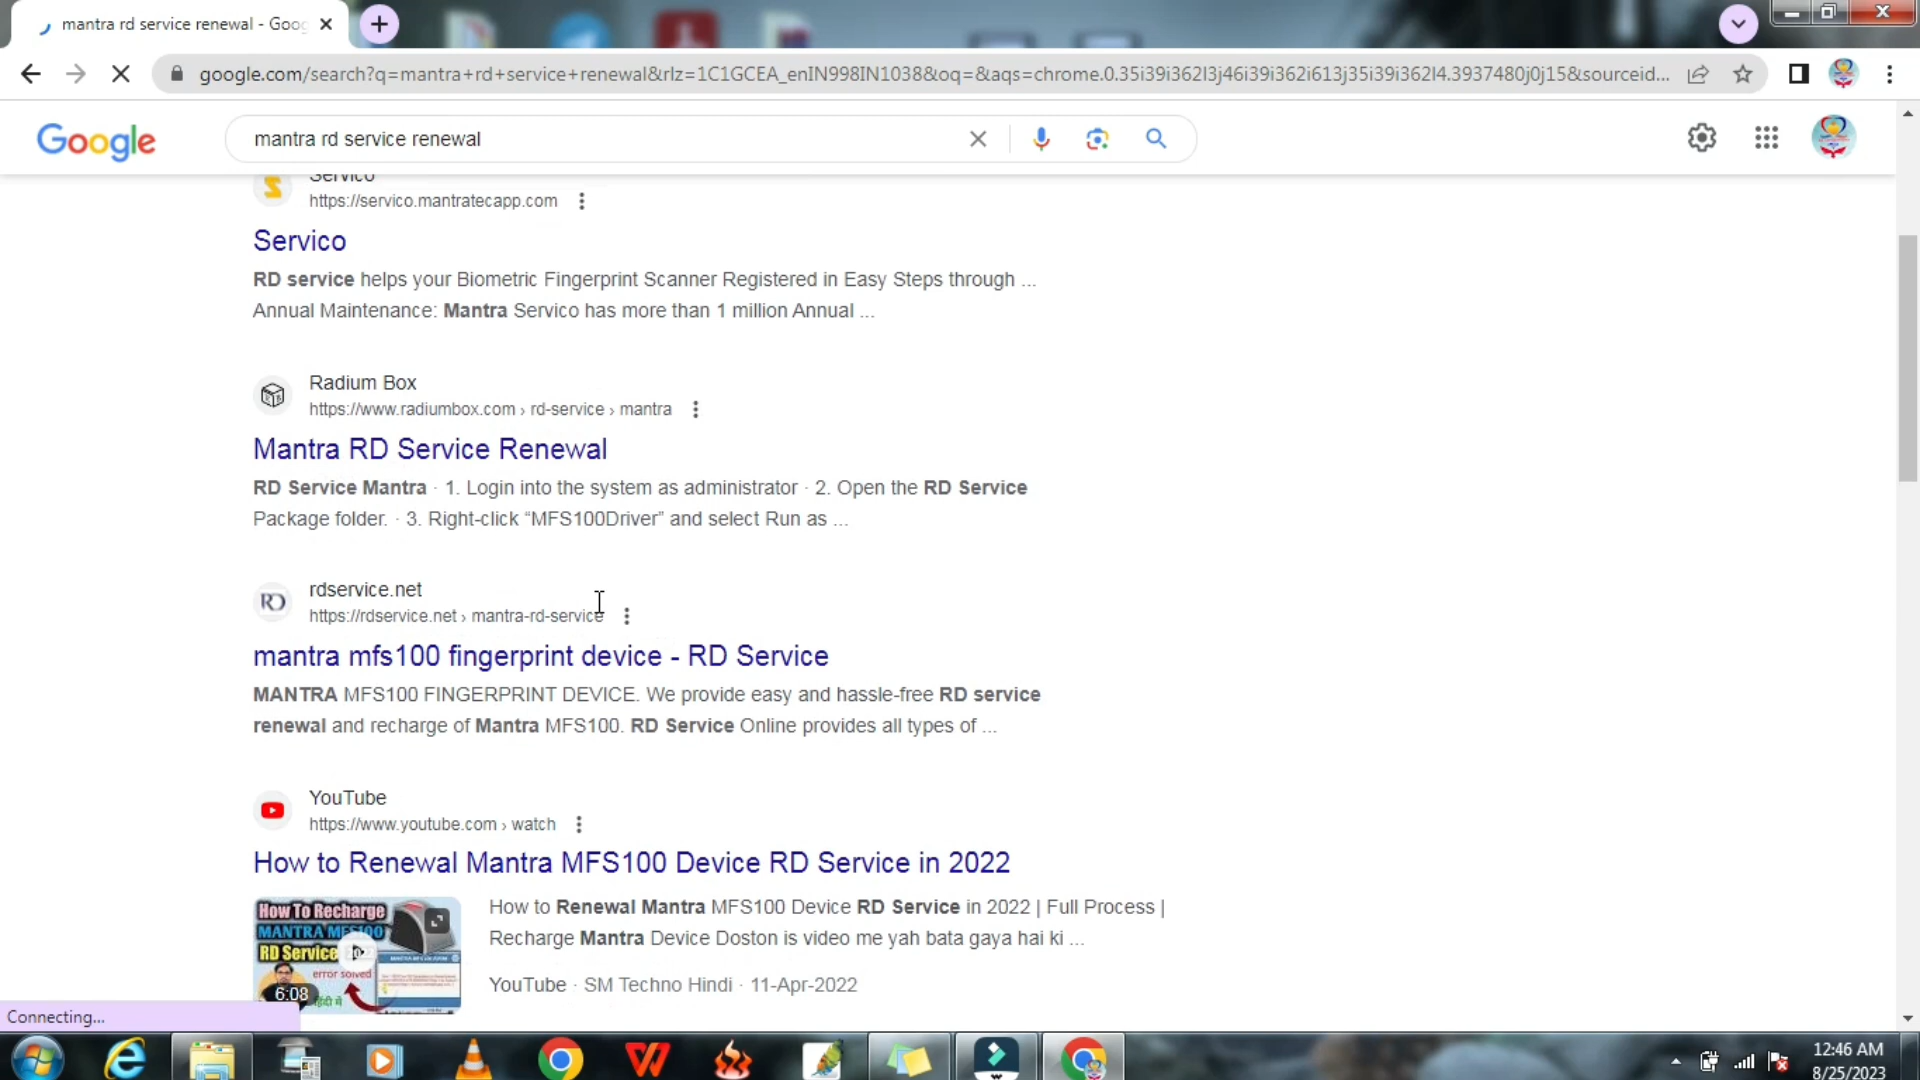 mantra rd service renewal - Goog
google.com/search?q=mantra+rd+service+renewal&rlz=1C1GCEA_enIN998IN1038&oq=&aqs=chrome.0.35i39i362l3j46i39i362i613j35i39i362l4.3937480j0j15&sourceid...
Google
mantra rd service renewal
Servico
https://servico.mantratecapp.com
Servico
RD service helps your Biometric Fingerprint Scanner Registered in Easy Steps through ...
Annual Maintenance: Mantra Servico has more than 1 million Annual ...
Radium Box
https://www.radiumbox.com › rd-service › mantra
Mantra RD Service Renewal
RD Service Mantra · 1. Login into the system as administrator · 2. Open the RD Service
Package folder. · 3. Right-click “MFS100Driver” and select Run as ...
RD
rdservice.net
https://rdservice.net › mantra-rd-service
mantra mfs100 fingerprint device - RD Service
MANTRA MFS100 FINGERPRINT DEVICE. We provide easy and hassle-free RD service
renewal and recharge of Mantra MFS100. RD Service Online provides all types of ...
YouTube
https://www.youtube.com › watch
How to Renewal Mantra MFS100 Device RD Service in 2022
How To Recharge
MANTRA MFS100
RD Service
error solved
6:08
हिंदी में
How to Renewal Mantra MFS100 Device RD Service in 2022 | Full Process |
Recharge Mantra Device Doston is video me yah bata gaya hai ki ...
YouTube · SM Techno Hindi · 11-Apr-2022
Connecting...
12:46 AM
8/25/2023